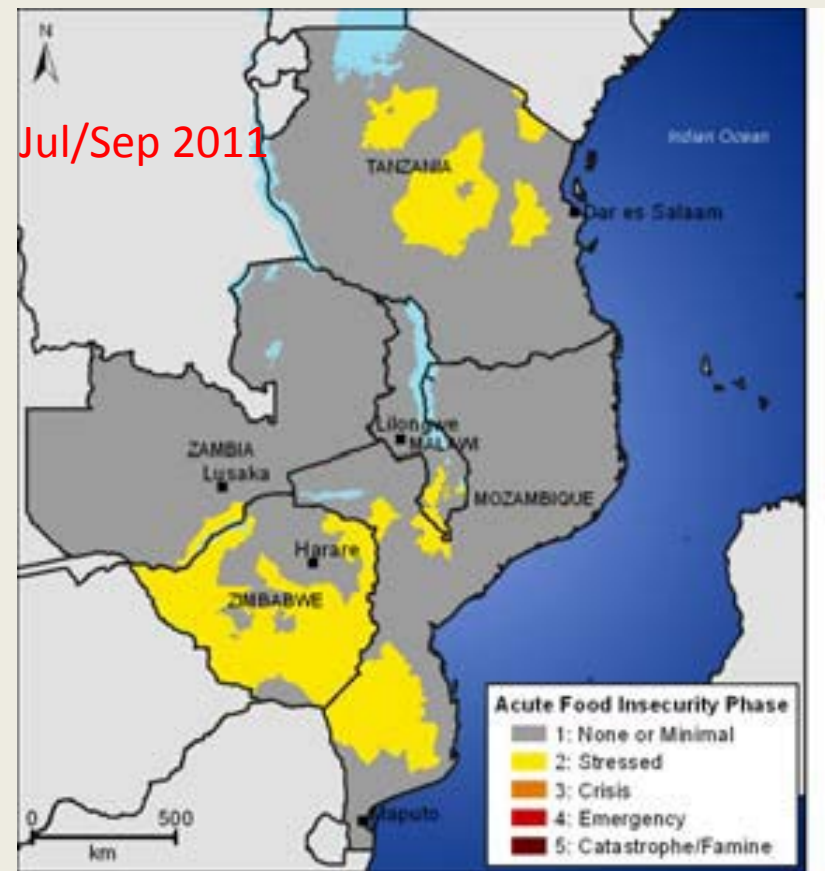 N
Jul/Sep 2011
Indian Ocean
TANZANIA
Dar es Salaam
Lilongwe
MALAWI
ZAMBIA
Lusaka
MOZAMBIQUE
Harare
ZIMBABWE
Maputo
0 500
km
Acute Food Insecurity Phase
1: None or Minimal
2: Stressed
3: Crisis
4: Emergency
5: Catastrophe/Famine